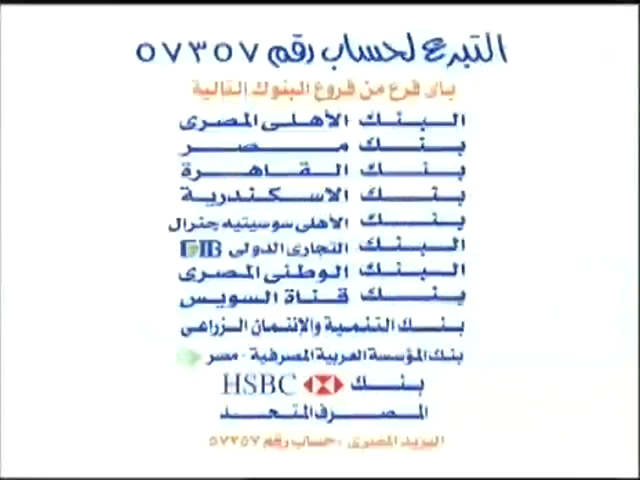 التبرع لحساب رقم ٥٧٣٥٧
بأى فرع من فروع البنوك التالية
البنك الأهلى المصرى
بنك مصر
بنك القاهرة
بنك الاسكندرية
بنك الأهلى سوسيتيه جنرال
البنك التجارى الدولى CIB
البنك الوطنى المصرى
بنك قناة السويس
بنك التنمية والإئتمان الزراعى
بنك المؤسسة العربية المصرفية - مصر
بنك HSBC
المصرف المتحد
البريد المصرى - حساب رقم ٥٧٣٥٧